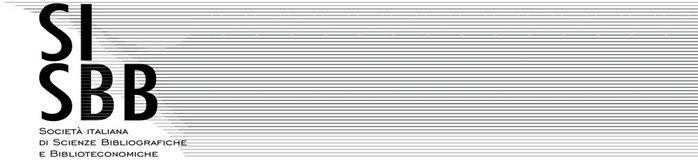 SI
SBB
Società italiana
di Scienze Bibliografiche
e Biblioteconomiche